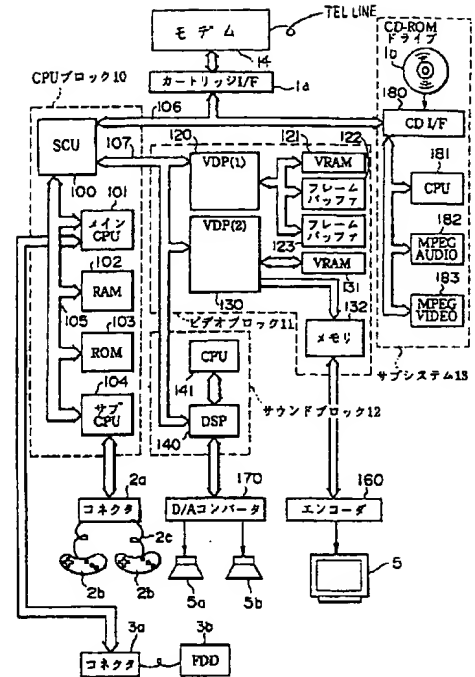 TEL LINE
モデム
14
カートリッジI/F
1a
CD-ROM
ドライブ
1b
CPUブロック10
106
180
CD I/F
SCU
100
107
120
VDP(1)
121
VRAM
122
フレーム
バッファ
フレーム
バッファ
181
CPU
101
メイン
CPU
VDP(2)
130
123
VRAM
131
182
MPEG
AUDIO
102
RAM
105
103
ROM
132
メモリ
183
MPEG
VIDEO
ビデオブロック11
サブシステム13
104
サブ
CPU
CPU
141
DSP
140
サウンドブロック12
2a
コネクタ
2c
2b
2b
170
D/Aコンバータ
5a
5b
160
エンコーダ
5
3a
コネクタ
3b
FDD